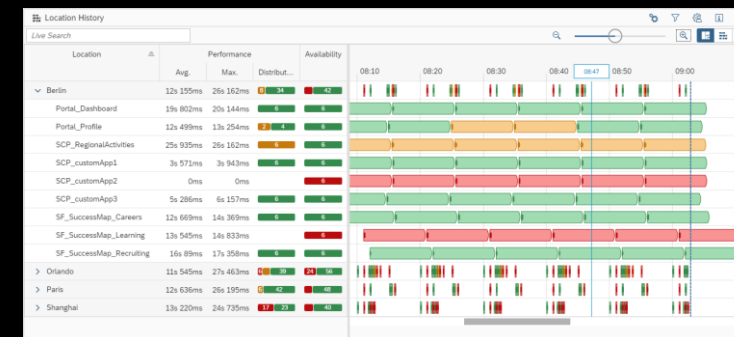 Location History
Live Search
Location Performance Availability
Avg. Max. Distribut...
08:10 08:20 08:30 08:40 08:47 08:50 09:00
Berlin 12s 155ms 26s 162ms 34 42
Portal_Dashboard 19s 802ms 20s 144ms 6 6
Portal_Profile 12s 499ms 13s 254ms 2 4 6
SCP_RegionalActivities 25s 935ms 26s 162ms 6 6
SCP_customApp1 3s 571ms 3s 943ms 6 6
SCP_customApp2 0ms 0ms 6
SCP_customApp3 5s 286ms 6s 157ms 6 6
SF_SuccessMap_Careers 12s 669ms 14s 369ms 6 6
SF_SuccessMap_Learning 13s 545ms 14s 833ms 6
SF_SuccessMap_Recruiting 16s 89ms 17s 358ms 6 6
Orlando 11s 545ms 27s 463ms 39 24 56
Paris 12s 636ms 26s 195ms 42 48
Shanghai 13s 220ms 24s 735ms 17 23 40